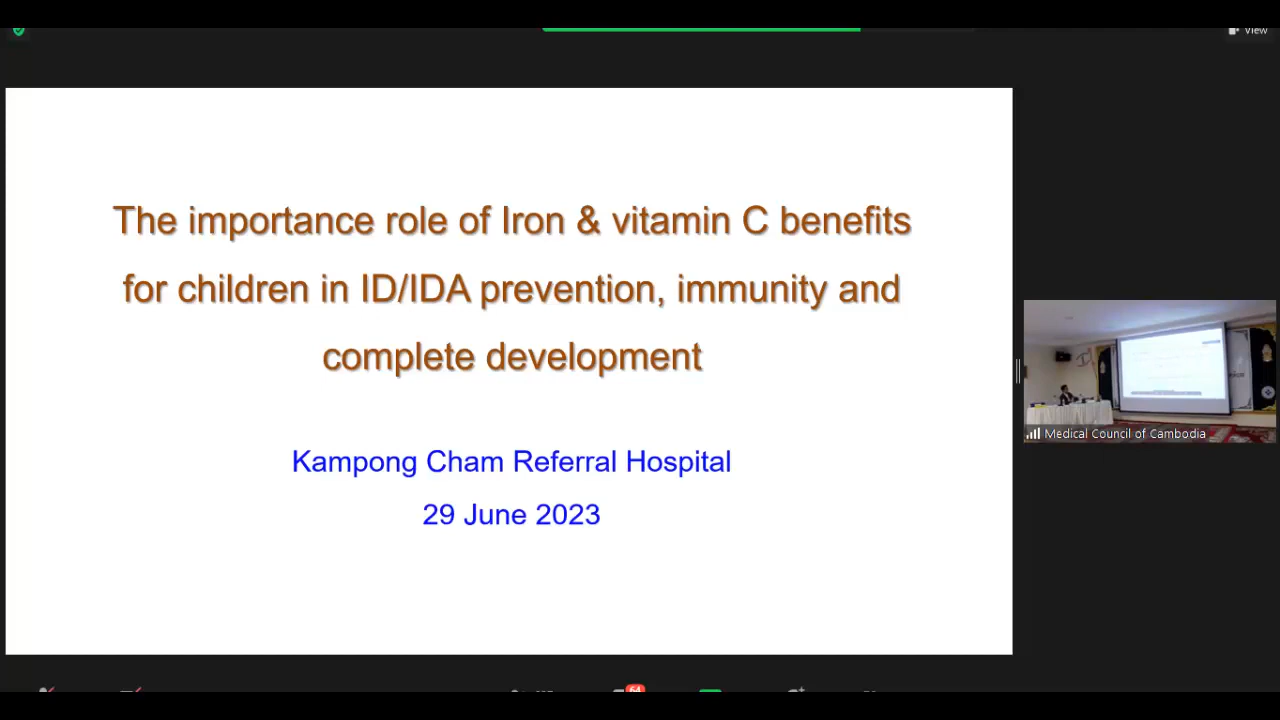 View
The importance role of Iron & vitamin C benefits
for children in ID/IDA prevention, immunity and
complete development
Kampong Cham Referral Hospital
29 June 2023
Medical Council of Cambodia
64